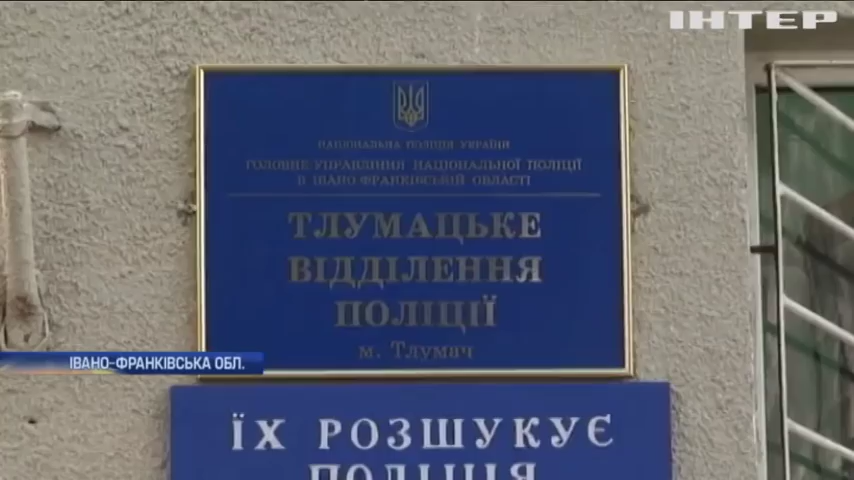 ІНТЕР
НАЦІОНАЛЬНА ПОЛІЦІЯ УКРАЇНИ
ГОЛОВНЕ УПРАВЛІННЯ НАЦІОНАЛЬНОЇ ПОЛІЦІЇ
В ІВАНО-ФРАНКІВСЬКІЙ ОБЛАСТІ
ТЛУМАЦЬКЕ
ВІДДІЛЕННЯ
ПОЛІЦІЇ
м. Тлумач
ІВАНО-ФРАНКІВСЬКА ОБЛ.
ЇХ РОЗШУКУЄ
ПОЛІЦІЯ